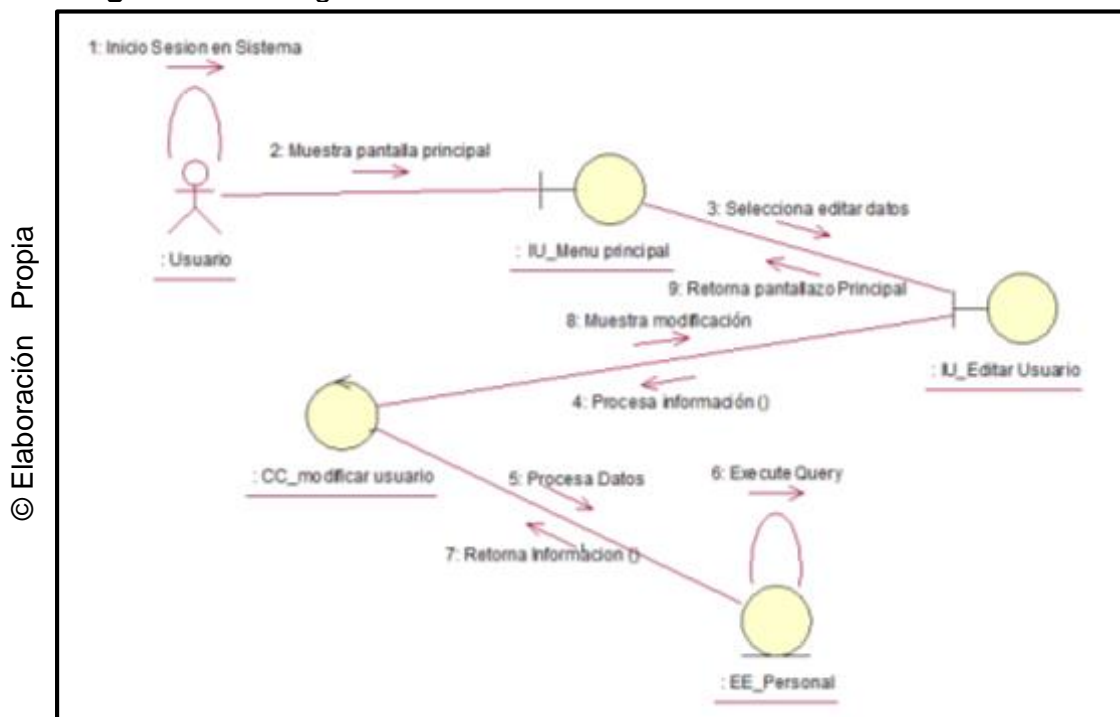 1: Inicio Sesion en Sistema
2: Muestra pantalla principal
: Usuario
: IU_Menu principal
3: Selecciona editar datos
9: Retorna pantallazo Principal
8: Muestra modificación
: IU_Editar Usuario
4: Procesa información ()
: CC_modificar usuario
5: Procesa Datos
6: Execute Query
7: Retorna Informacion ()
: EE_Personal
© Elaboración Propia